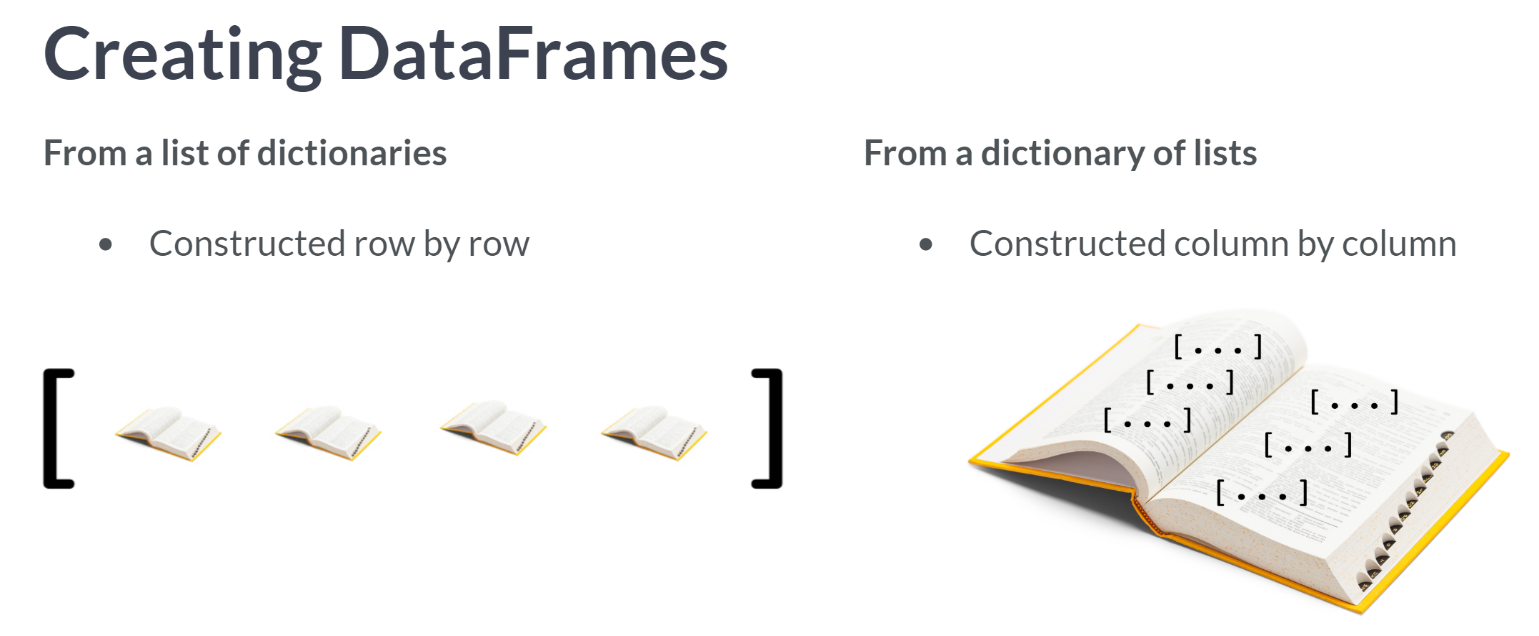 Creating DataFrames
From a list of dictionaries
• Constructed row by row
[ ]
From a dictionary of lists
• Constructed column by column
[...]
[...]
[...]
[...]
[...]
[...]